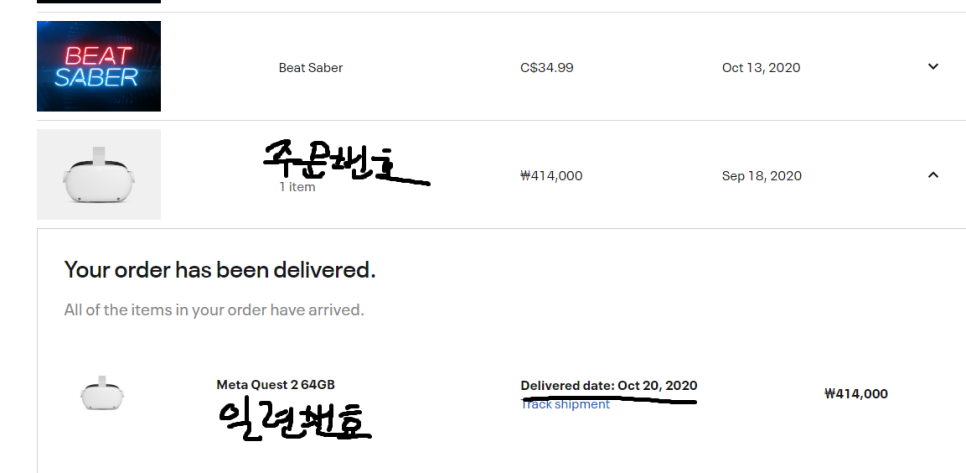 BEAT
SABER
Beat Saber C$34.99 Oct 13, 2020
주문번호
1 item ₩414,000 Sep 18, 2020
Your order has been delivered.
All of the items in your order have arrived.
Meta Quest 2 64GB Delivered date: Oct 20, 2020 ₩414,000
Track shipment
일련번호